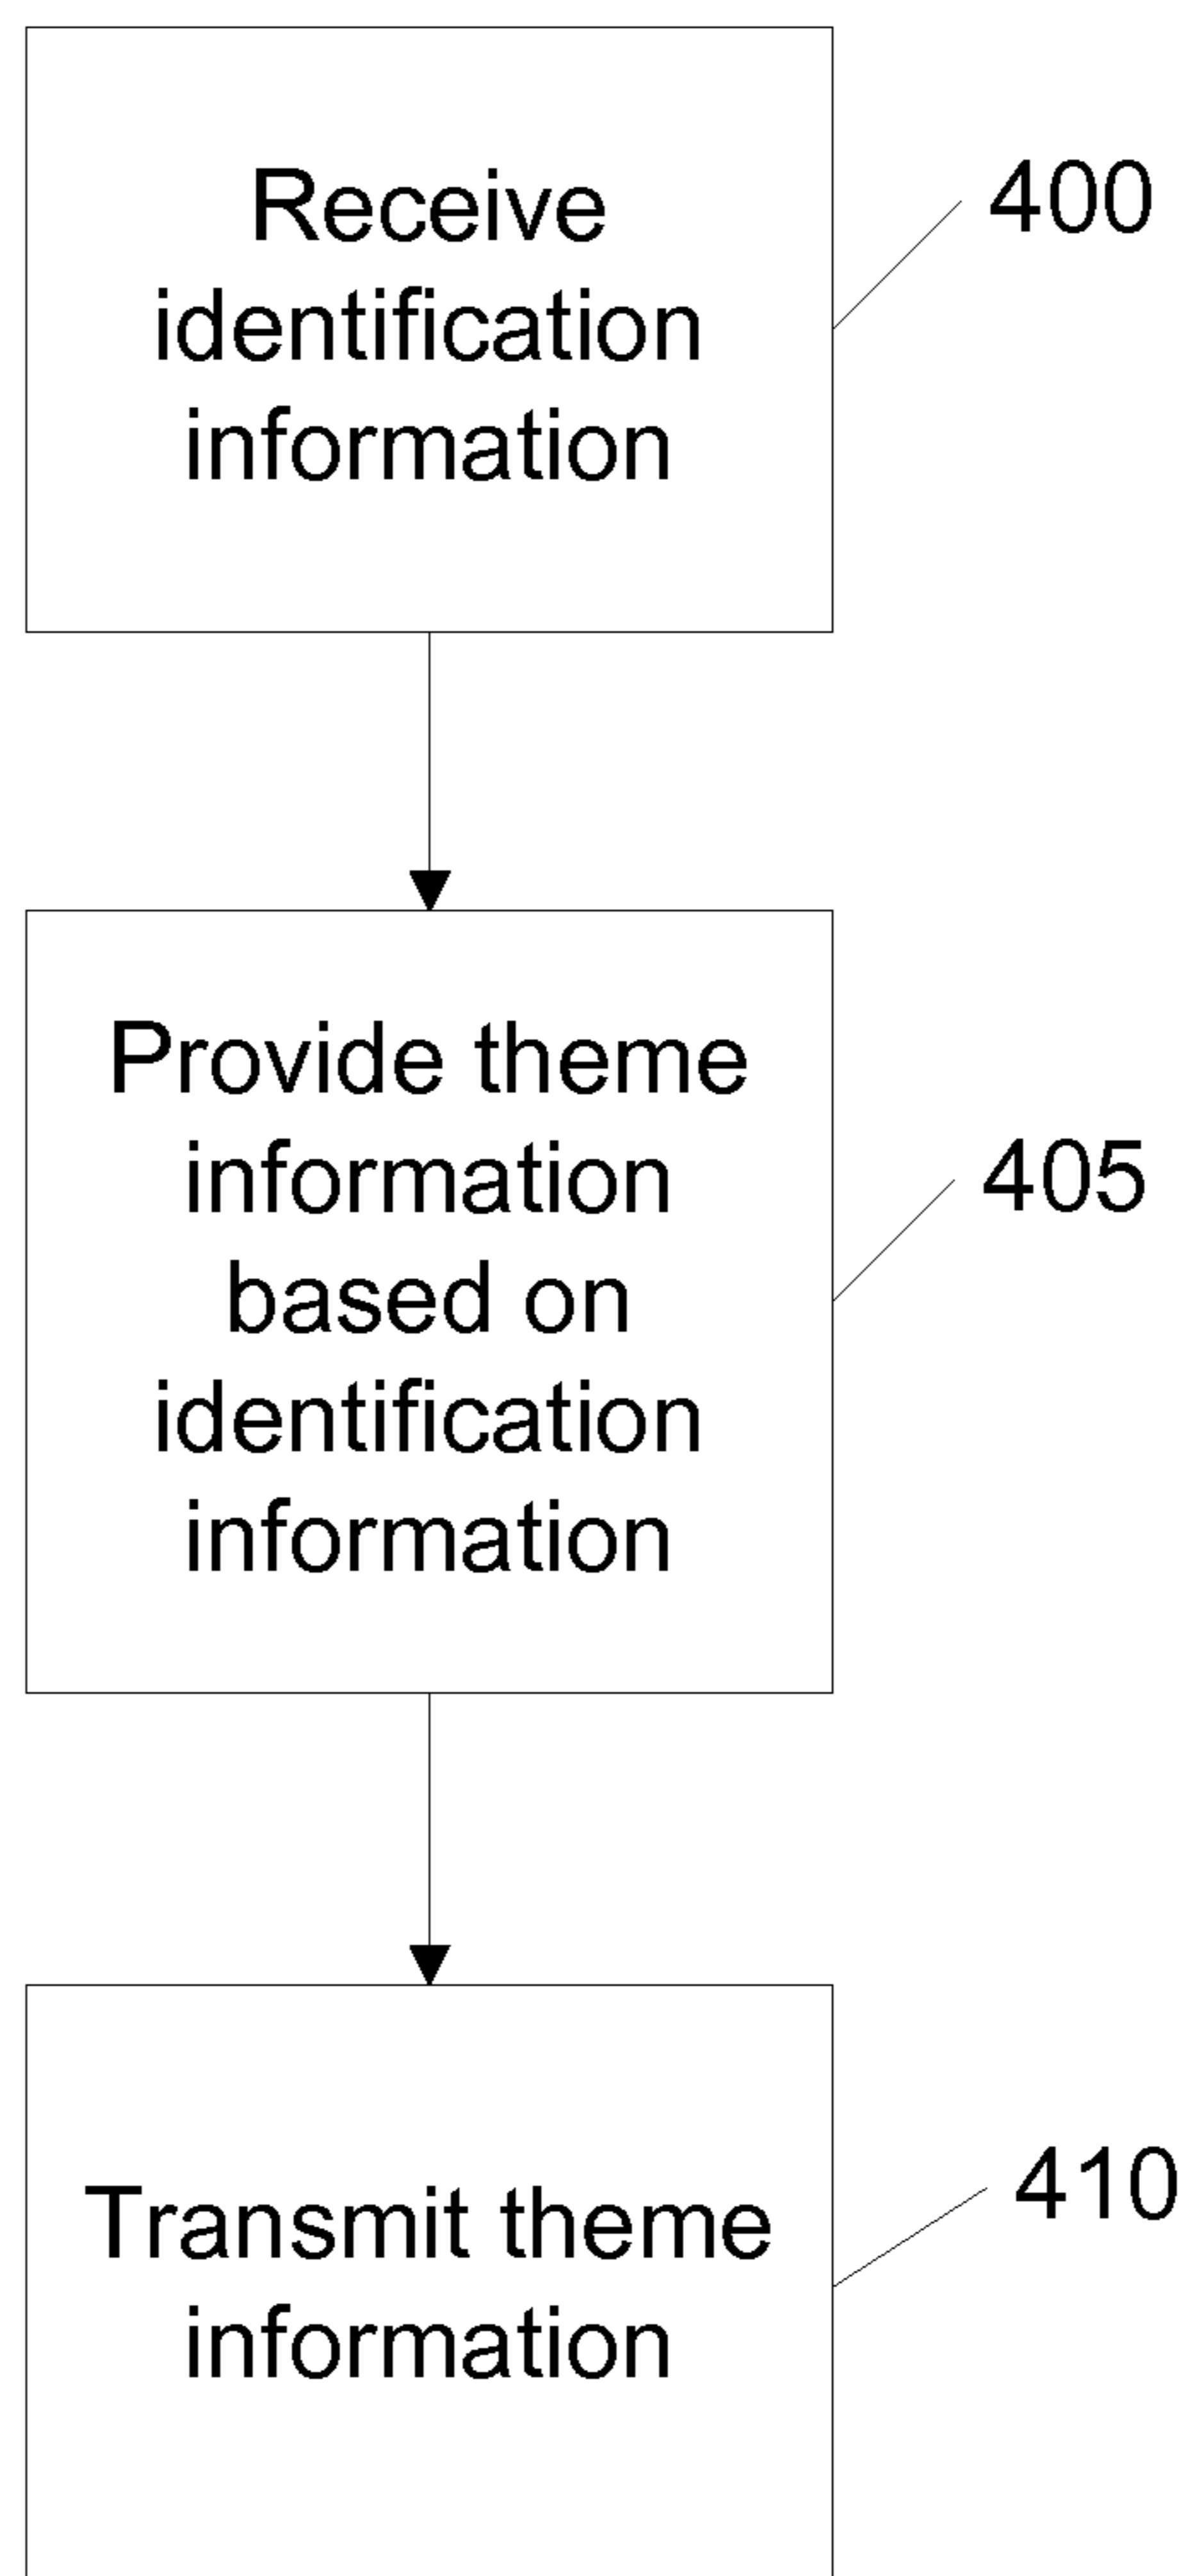 Receive
identification
information
400
Provide theme
information
based on
identification
information
405
Transmit theme
information
410